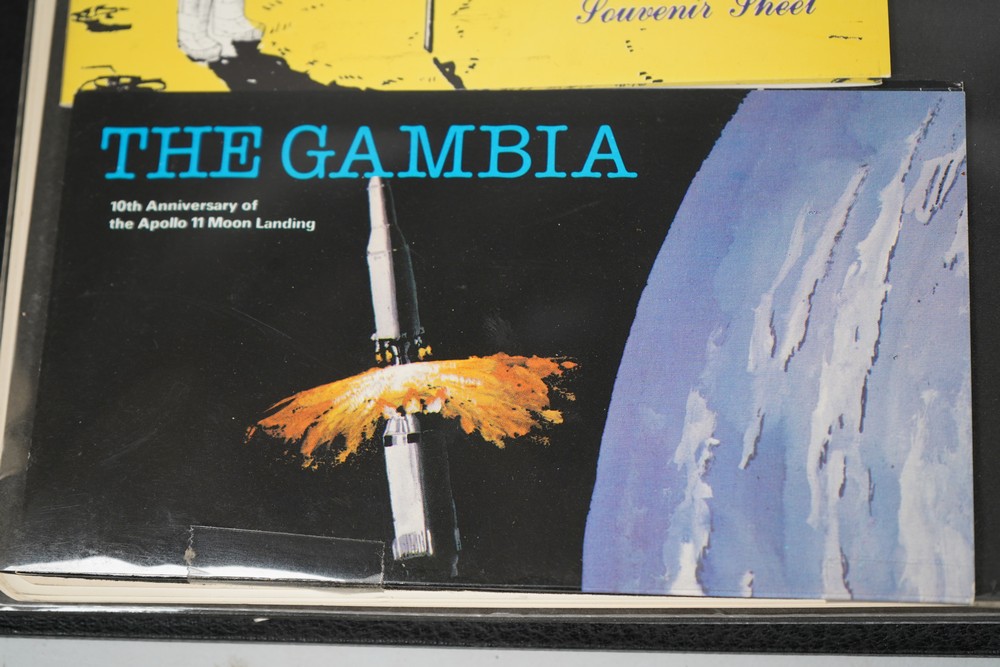 Souvenir Sheet
THE GAMBIA
10th Anniversary of
the Apollo 11 Moon Landing